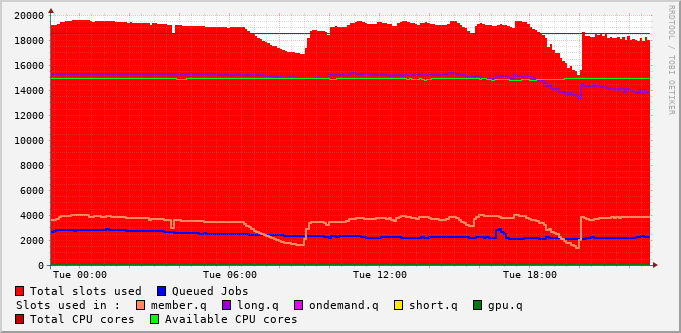 RRDTOOL / TOBI OETIKER
20000
18000
16000
14000
12000
10000
8000
6000
4000
2000
0
Tue 00:00 Tue 06:00 Tue 12:00 Tue 18:00
Total slots used Queued Jobs
Slots used in : member.q long.q ondemand.q short.q gpu.q
Total CPU cores Available CPU cores